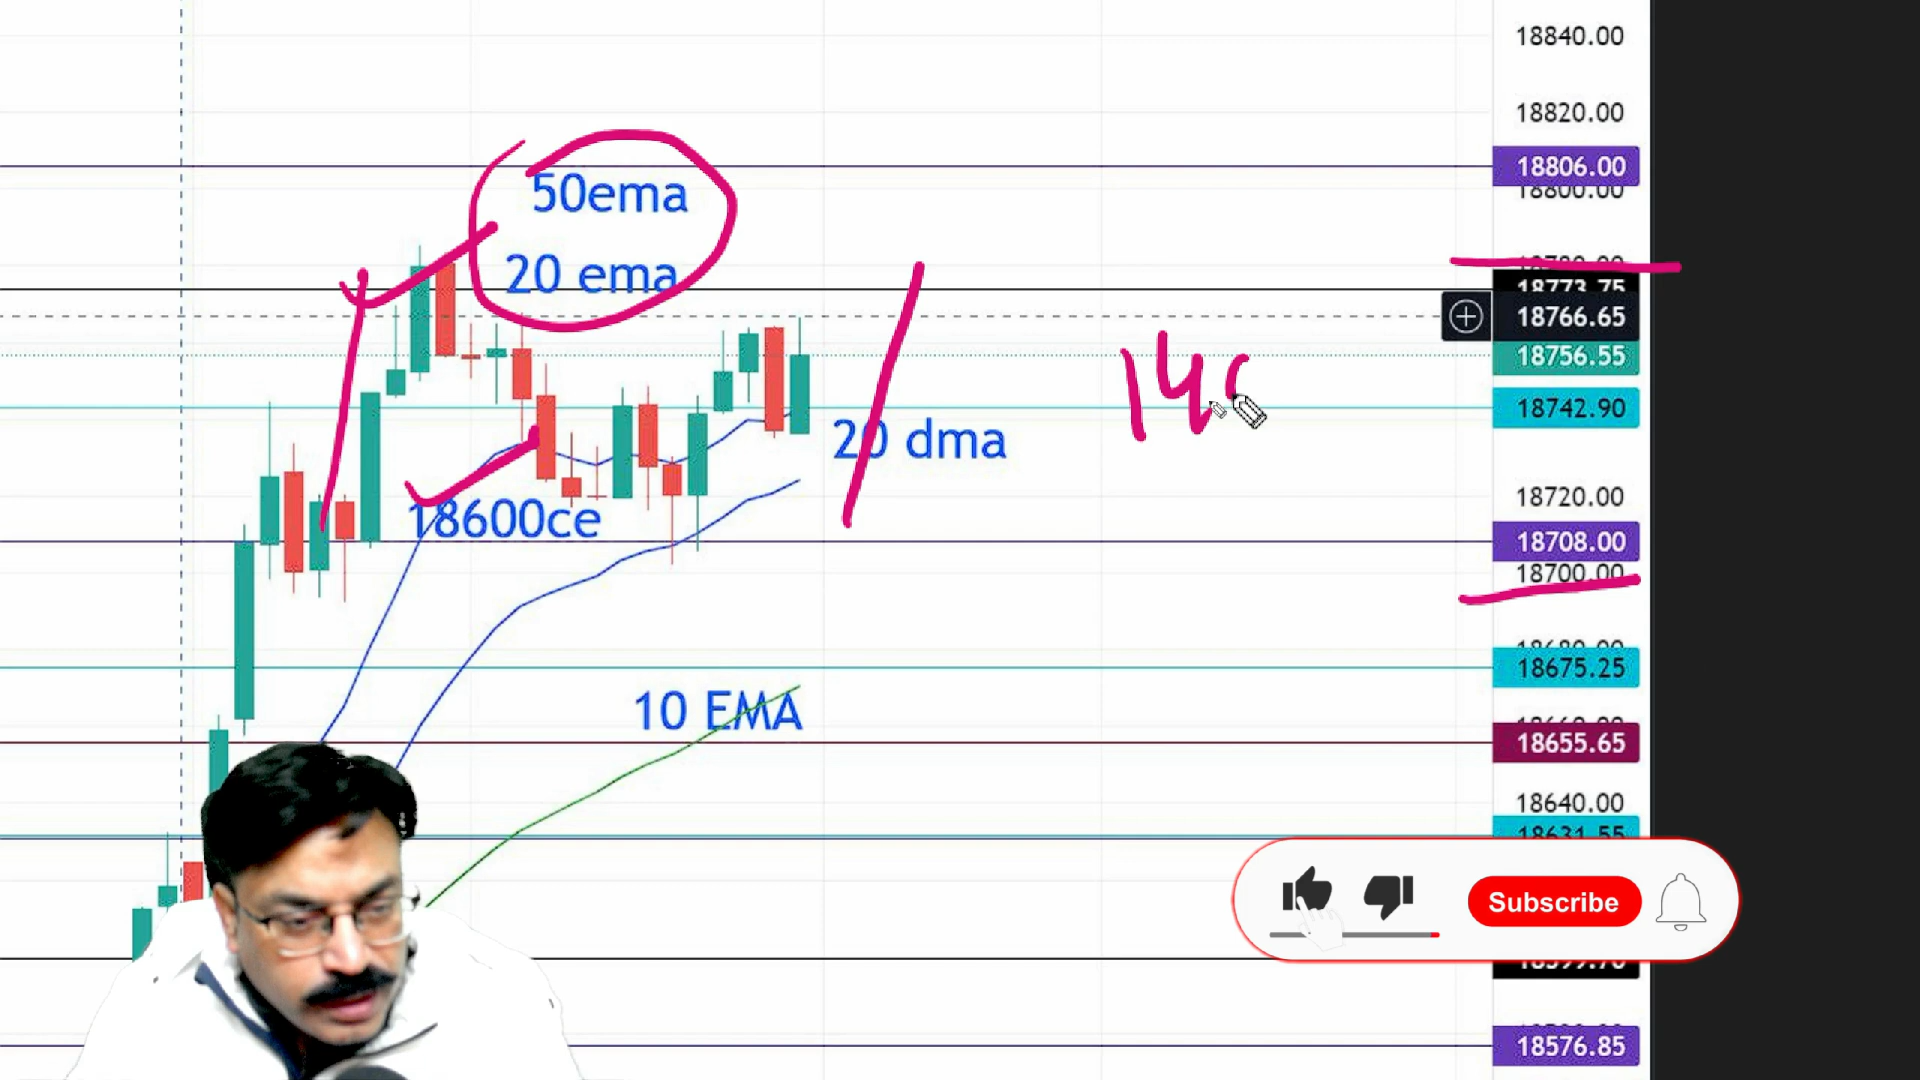 18840.00
18820.00
18806.00
18800.00
50ema
20 ema
18773.75
18766.65
18756.55
18742.90
20 dma
18720.00
18600ce
18708.00
18700.00
18675.25
10 EMA
18655.65
18640.00
18631.55
Subscribe
18576.85